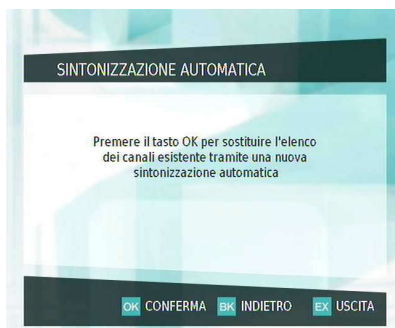 SINTONIZZAZIONE AUTOMATICA
Premere il tasto OK per sostituire l'elenco
dei canali esistente tramite una nuova
sintonizzazione automatica
OK CONFERMA BK INDIETRO EX USCITA